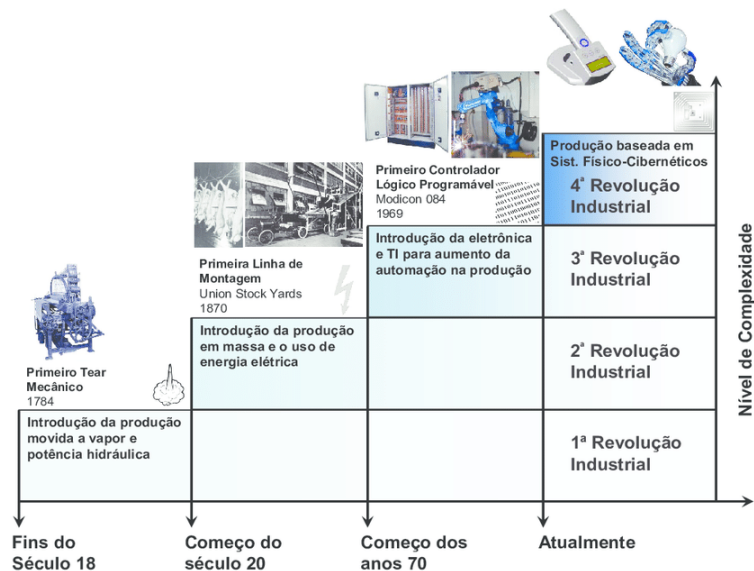 Produção baseada em
Sist. Físico-Cibernéticos
4ª Revolução
Industrial
Primeiro Controlador
Lógico Programável
Modicon 084
1969
Introdução da eletrônica
e TI para aumento da
automação na produção
3ª Revolução
Industrial
Primeira Linha de
Montagem
Union Stock Yards
1870
Introdução da produção
em massa e o uso de
energia elétrica
2ª Revolução
Industrial
Primeiro Tear
Mecânico
1784
Introdução da produção
movida a vapor e
potência hidráulica
1ª Revolução
Industrial
Nível de Complexidade
Fins do
Século 18
Começo do
século 20
Começo dos
anos 70
Atualmente